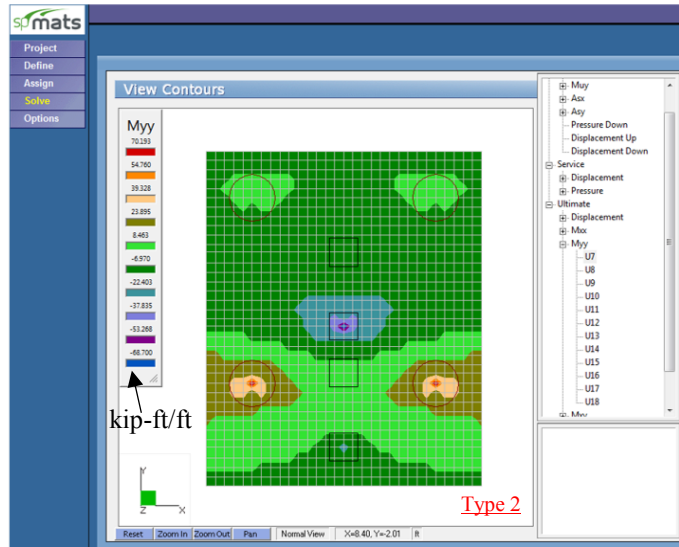 spmats
Project
Define
Assign
Solve
Options
View Contours
Myy
70.193
54.760
39.328
23.895
8.463
-6.970
-22.403
-37.835
-53.268
-68.700
kip-ft/ft
Y
Z X
Type 2
Reset Zoom In Zoom Out Pan Normal View X=8.40, Y=-2.01 ft
Muy
Asx
Asy
Pressure Down
Displacement Up
Displacement Down
Service
Displacement
Pressure
Ultimate
Displacement
Mxx
Myy
U7
U8
U9
U10
U11
U12
U13
U14
U15
U16
U17
U18
Mxy